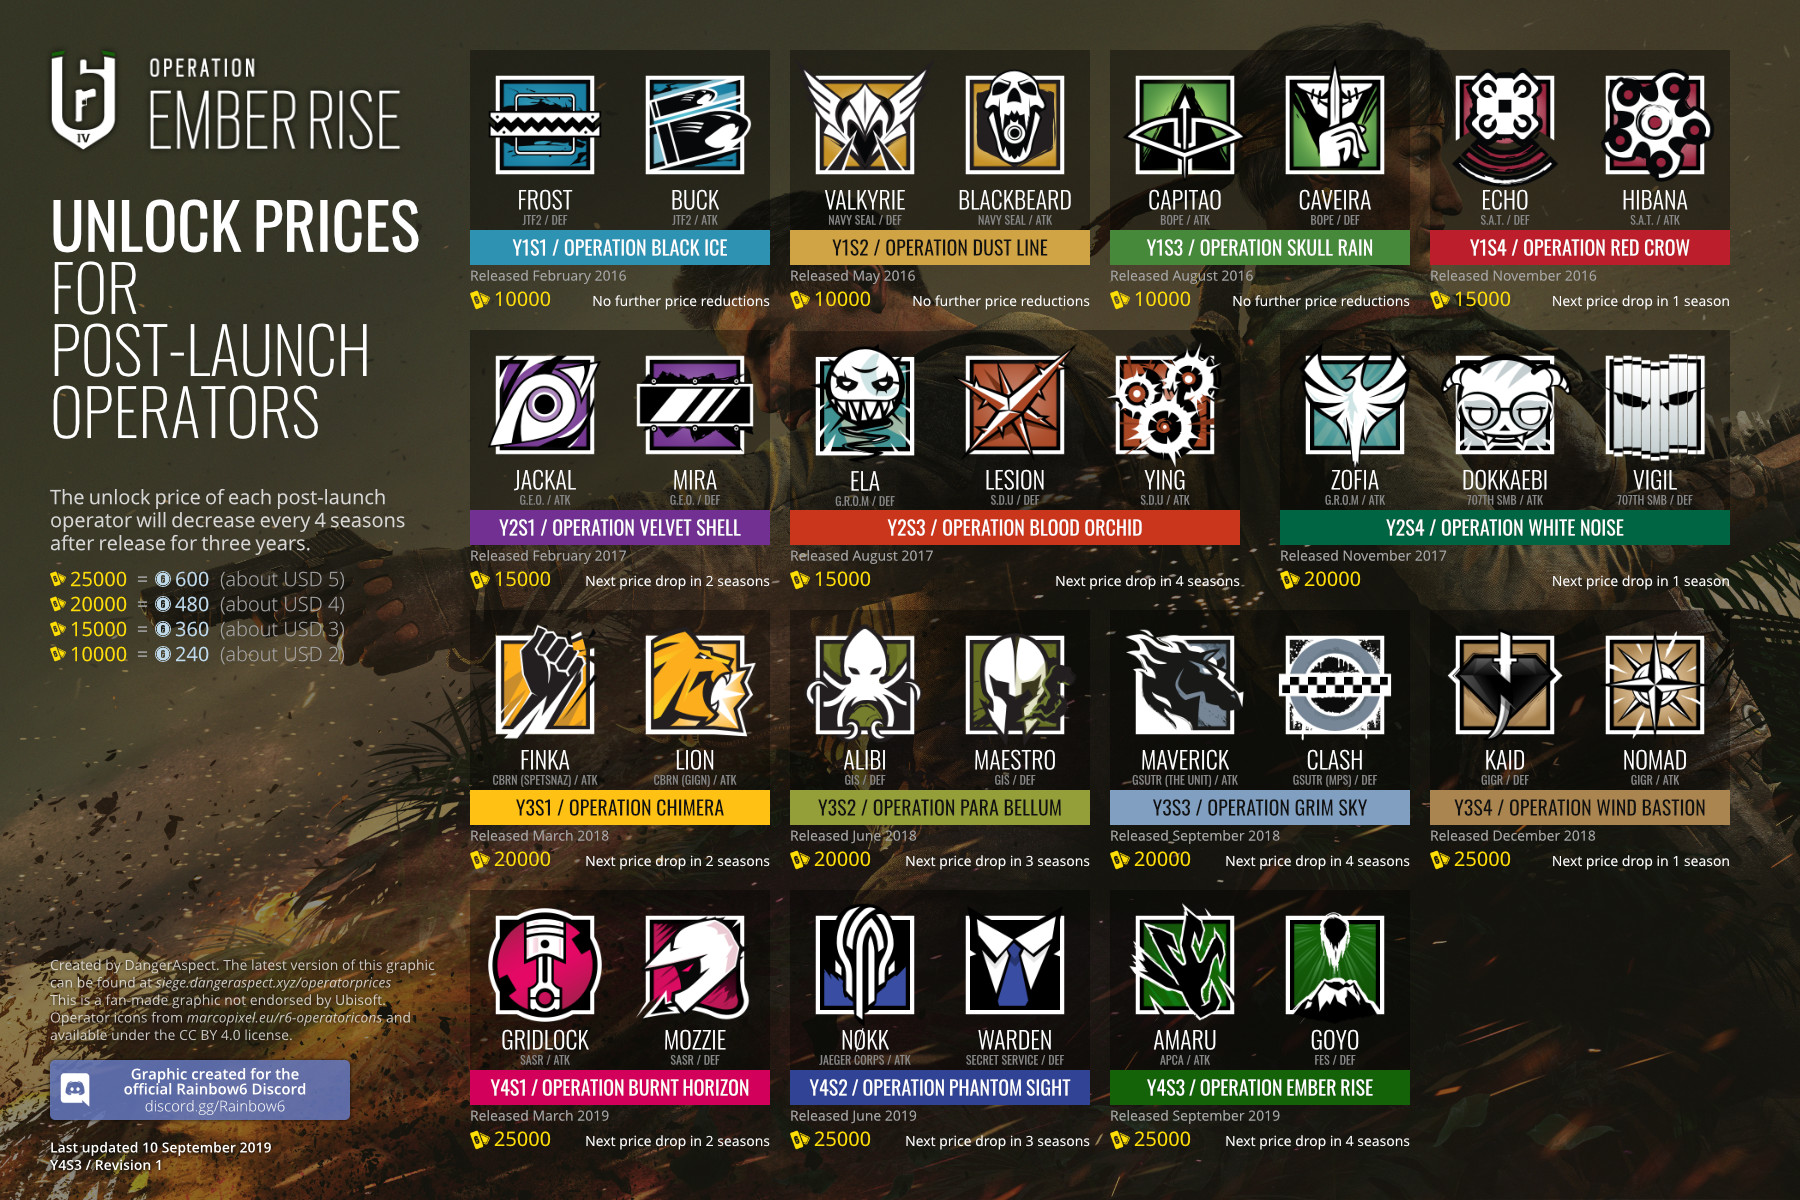 IV
OPERATION
EMBER RISE
UNLOCK PRICES
FOR
POST-LAUNCH
OPERATORS
The unlock price of each post-launch
operator will decrease every 4 seasons
after release for three years.
25000 = 600 (about USD 5)
20000 = 480 (about USD 4)
15000 = 360 (about USD 3)
10000 = 240 (about USD 2)
Created by DangerAspect. The latest version of this graphic
can be found at siege.dangeraspect.xyz/operatorprices
This is a fan-made graphic not endorsed by Ubisoft.
Operator icons from marcopixel.eu/r6-operatoricons and
available under the CC BY 4.0 license.
Graphic created for the
official Rainbow6 Discord
discord.gg/Rainbow6
Last updated 10 September 2019
Y4S3 / Revision 1
FROST
JTF2 / DEF
BUCK
JTF2 / ATK
Y1S1 / OPERATION BLACK ICE
Released February 2016
10000 No further price reductions
VALKYRIE
NAVY SEAL / DEF
BLACKBEARD
NAVY SEAL / ATK
Y1S2 / OPERATION DUST LINE
Released May 2016
10000 No further price reductions
CAPITAO
BOPE / ATK
CAVEIRA
BOPE / DEF
Y1S3 / OPERATION SKULL RAIN
Released August 2016
10000 No further price reductions
ECHO
S.A.T. / DEF
HIBANA
S.A.T. / ATK
Y1S4 / OPERATION RED CROW
Released November 2016
15000 Next price drop in 1 season
JACKAL
G.E.O. / ATK
MIRA
G.E.O. / DEF
Y2S1 / OPERATION VELVET SHELL
Released February 2017
15000 Next price drop in 2 seasons
ELA
G.R.O.M / DEF
LESION
S.D.U / DEF
YING
S.D.U / ATK
Y2S3 / OPERATION BLOOD ORCHID
Released August 2017
15000 Next price drop in 4 seasons
ZOFIA
G.R.O.M / ATK
DOKKAEBI
707TH SMB / ATK
VIGIL
707TH SMB / DEF
Y2S4 / OPERATION WHITE NOISE
Released November 2017
20000 Next price drop in 1 season
FINKA
CBRN (SPETSNAZ) / ATK
LION
CBRN (GIGN) / ATK
Y3S1 / OPERATION CHIMERA
Released March 2018
20000 Next price drop in 2 seasons
ALIBI
GIS / DEF
MAESTRO
GIS / DEF
Y3S2 / OPERATION PARA BELLUM
Released June 2018
20000 Next price drop in 3 seasons
MAVERICK
GSUTR (THE UNIT) / ATK
CLASH
GSUTR (MPS) / DEF
Y3S3 / OPERATION GRIM SKY
Released September 2018
20000 Next price drop in 4 seasons
KAID
GIGR / DEF
NOMAD
GIGR / ATK
Y3S4 / OPERATION WIND BASTION
Released December 2018
25000 Next price drop in 1 season
GRIDLOCK
SASR / ATK
MOZZIE
SASR / DEF
Y4S1 / OPERATION BURNT HORIZON
Released March 2019
25000 Next price drop in 2 seasons
NØKK
JAEGER CORPS / ATK
WARDEN
SECRET SERVICE / DEF
Y4S2 / OPERATION PHANTOM SIGHT
Released June 2019
25000 Next price drop in 3 seasons
AMARU
APCA / ATK
GOYO
FES / DEF
Y4S3 / OPERATION EMBER RISE
Released September 2019
25000 Next price drop in 4 seasons